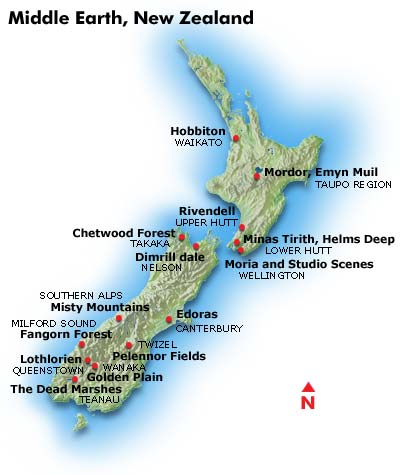 Middle Earth, New Zealand
Hobbiton
WAIKATO
Mordor, Emyn Muil
TAUPO REGION
Rivendell
UPPER HUTT
Chetwood Forest
TAKAKA
Minas Tirith, Helms Deep
LOWER HUTT
Dimrill dale
NELSON
Moria and Studio Scenes
WELLINGTON
SOUTHERN ALPS
Misty Mountains
Edoras
CANTERBURY
MILFORD SOUND
Fangorn Forest
TWIZEL
Pelennor Fields
Lothlorien
QUEENSTOWN
WANAKA
Golden Plain
The Dead Marshes
TEANAU
N